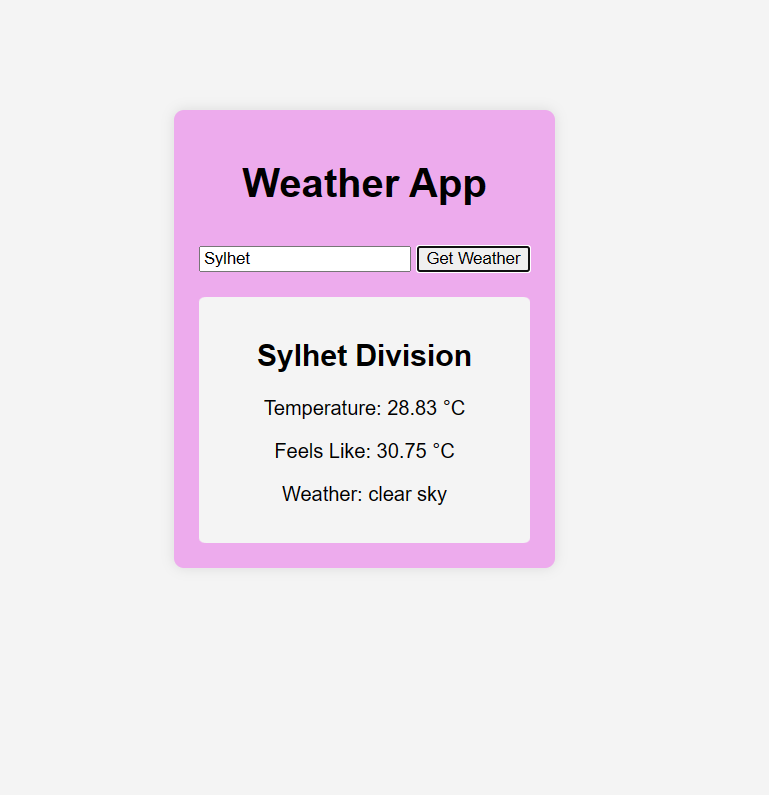 Weather App
Sylhet Get Weather
Sylhet Division
Temperature: 28.83 °C
Feels Like: 30.75 °C
Weather: clear sky